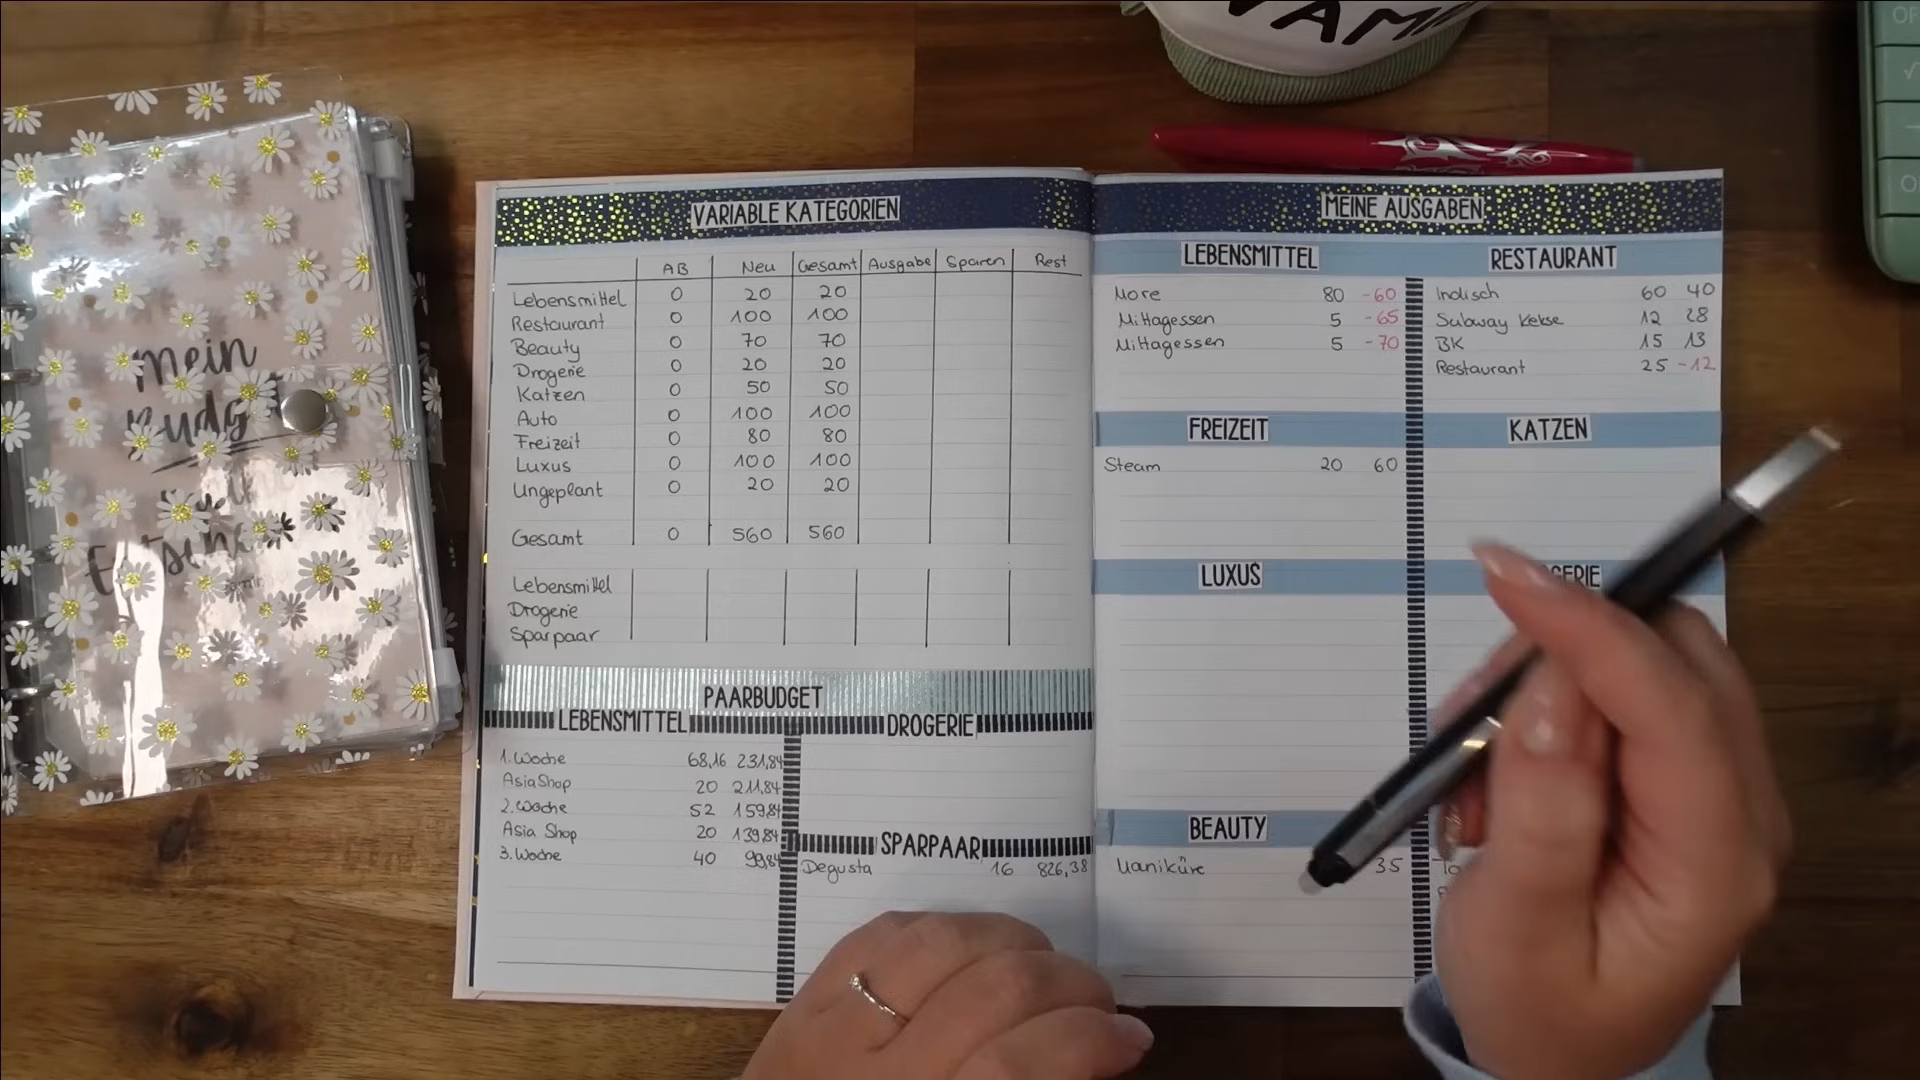 VAM
OF
Mein
Budg
VARIABLE KATEGORIEN
AB Neu Gesamt Ausgabe Sparen Rest
Lebensmittel 0 20 20
Restaurant 0 100 100
Beauty 0 70 70
Drogerie 0 20 20
Katzen 0 50 50
Auto 0 100 100
Freizeit 0 80 80
Luxus 0 100 100
Ungeplant 0 20 20
Gesamt 0 560 560
Lebensmittel
Drogerie
Sparpaar
PAARBUDGET
LEBENSMITTEL
1. Woche 68,16 231,84
AsiaShop 20 211,84
2. Woche 52 159,84
Asia Shop 20 139,84
3. Woche 40 99,84
DROGERIE
SPARPAAR
Degusta 16 826,38
MEINE AUSGABEN
LEBENSMITTEL
More 80 -60
Mittagessen 5 -65
Mittagessen 5 -70
RESTAURANT
Indisch 60 40
Subway Kekse 12 28
BK 15 13
Restaurant 25 -12
FREIZEIT
Steam 20 60
KATZEN
LUXUS
OGERIE
BEAUTY
Maniküre 35